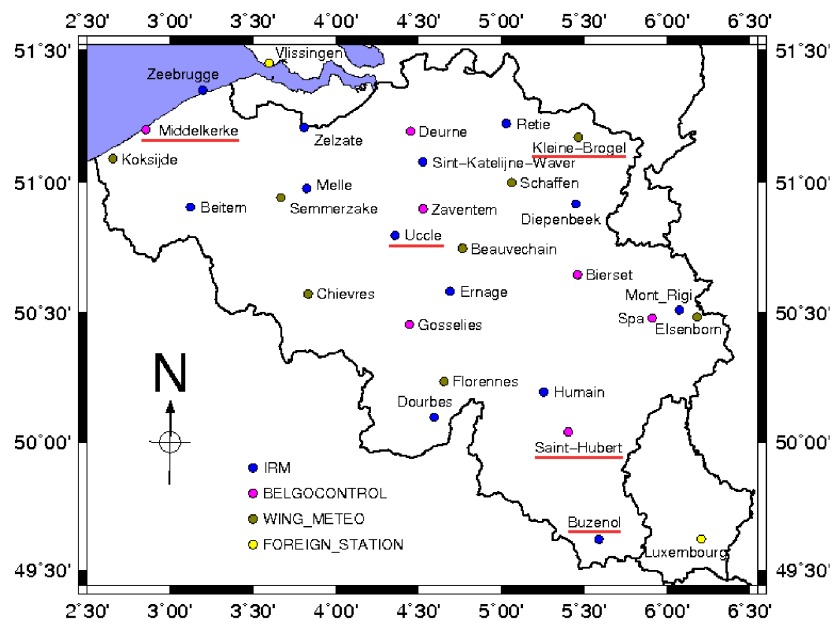 2˚30' 3˚00' 3˚30' 4˚00' 4˚30' 5˚00' 5˚30' 6˚00' 6˚30'
51˚30' 51˚30'
Vlissingen
Zeebrugge
Middelkerke
Zelzate
Deurne
Retie
Kleine-Brogel
Koksijde
Sint-Katelijne-Waver
51˚00' 51˚00'
Melle
Schaffen
Beitem
Semmerzake
Zaventem
Diepenbeek
Uccle
Beauvechain
Bierset
Chievres
Ernage
Mont_Rigi
50˚30' 50˚30'
Gosselies
Spa
Elsenborn
N
Florennes
Humain
Dourbes
50˚00' 50˚00'
Saint-Hubert
IRM
BELGOCONTROL
WING_METEO
FOREIGN_STATION
Buzenol
Luxembourg
49˚30' 49˚30'
2˚30' 3˚00' 3˚30' 4˚00' 4˚30' 5˚00' 5˚30' 6˚00' 6˚30'